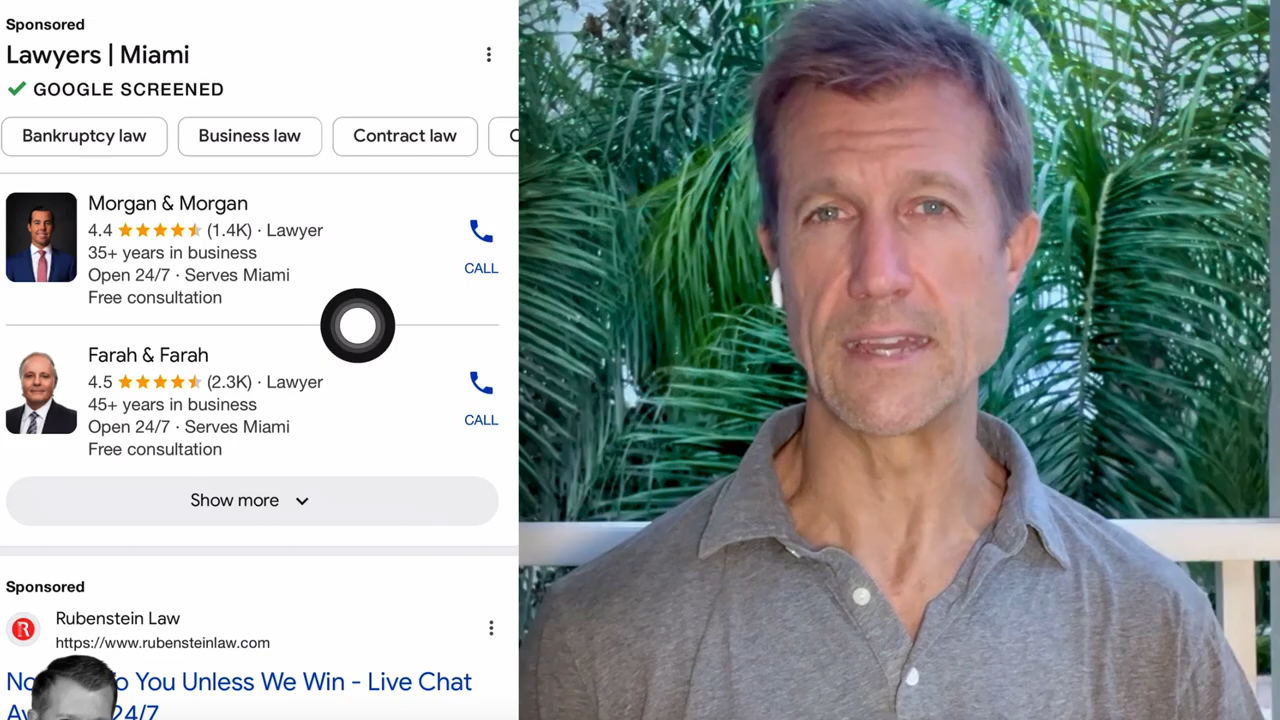 Sponsored
Lawyers | Miami
GOOGLE SCREENED
Bankruptcy law
Business law
Contract law
Morgan & Morgan
4.4 (1.4K) · Lawyer
35+ years in business
Open 24/7 · Serves Miami
Free consultation
CALL
Farah & Farah
4.5 (2.3K) · Lawyer
45+ years in business
Open 24/7 · Serves Miami
Free consultation
CALL
Show more
Sponsored
R
Rubenstein Law
https://www.rubensteinlaw.com
To You Unless We Win - Live Chat
24/7